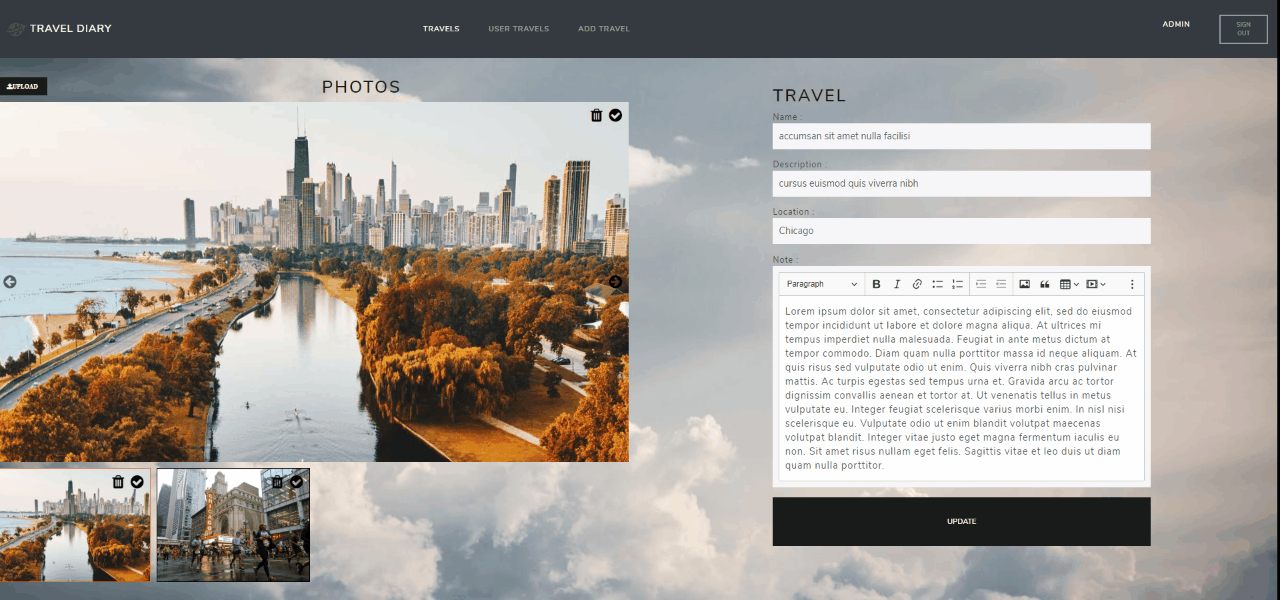 TRAVEL DIARY
TRAVELS
USER TRAVELS
ADD TRAVEL
ADMIN
SIGN
OUT
UPLOAD
PHOTOS
TRAVEL
Name :
accumsan sit amet nulla facilisi
Description :
cursus euismod quis viverra nibh
Location :
Chicago
Note :
Paragraph
B I
Lorem ipsum dolor sit amet, consectetur adipiscing elit, sed do eiusmod
tempor incididunt ut labore et dolore magna aliqua. At ultrices mi
tempus imperdiet nulla malesuada. Feugiat in ante metus dictum at
tempor commodo. Diam quam nulla porttitor massa id neque aliquam. At
quis risus sed vulputate odio ut enim. Quis viverra nibh cras pulvinar
mattis. Ac turpis egestas sed tempus urna et. Gravida arcu ac tortor
dignissim convallis aenean et tortor at. Ut venenatis tellus in metus
vulputate eu. Integer feugiat scelerisque varius morbi enim. In nisl nisi
scelerisque eu. Vulputate odio ut enim blandit volutpat maecenas
volutpat blandit. Integer vitae justo eget magna fermentum iaculis eu
non. Sit amet risus nullam eget felis. Sagittis vitae et leo duis ut diam
quam nulla porttitor.
UPDATE